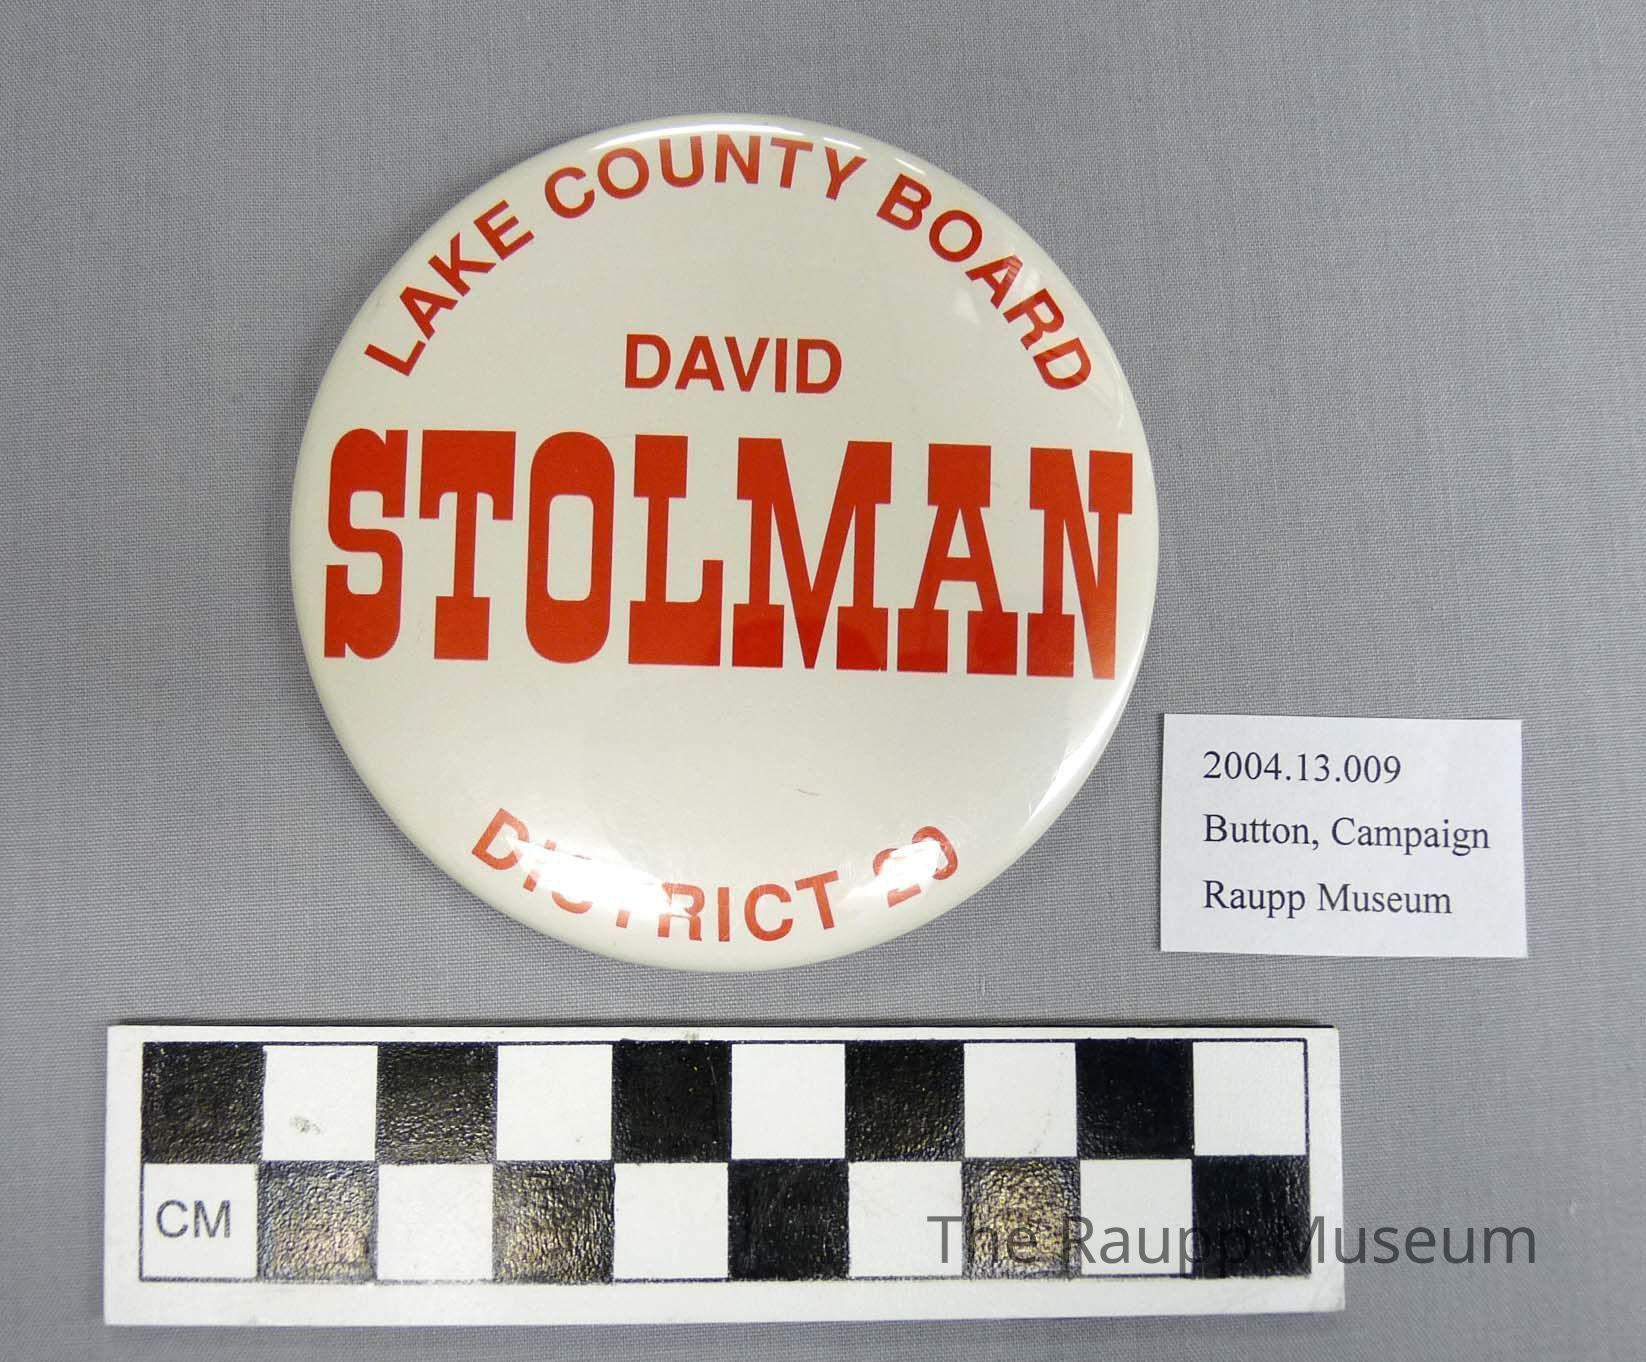 LAKE COUNTY BOARD
DAVID
STOLMAN
DISTRICT 20
2004.13.009
Button, Campaign
Raupp Museum
CM
The Raupp Museum